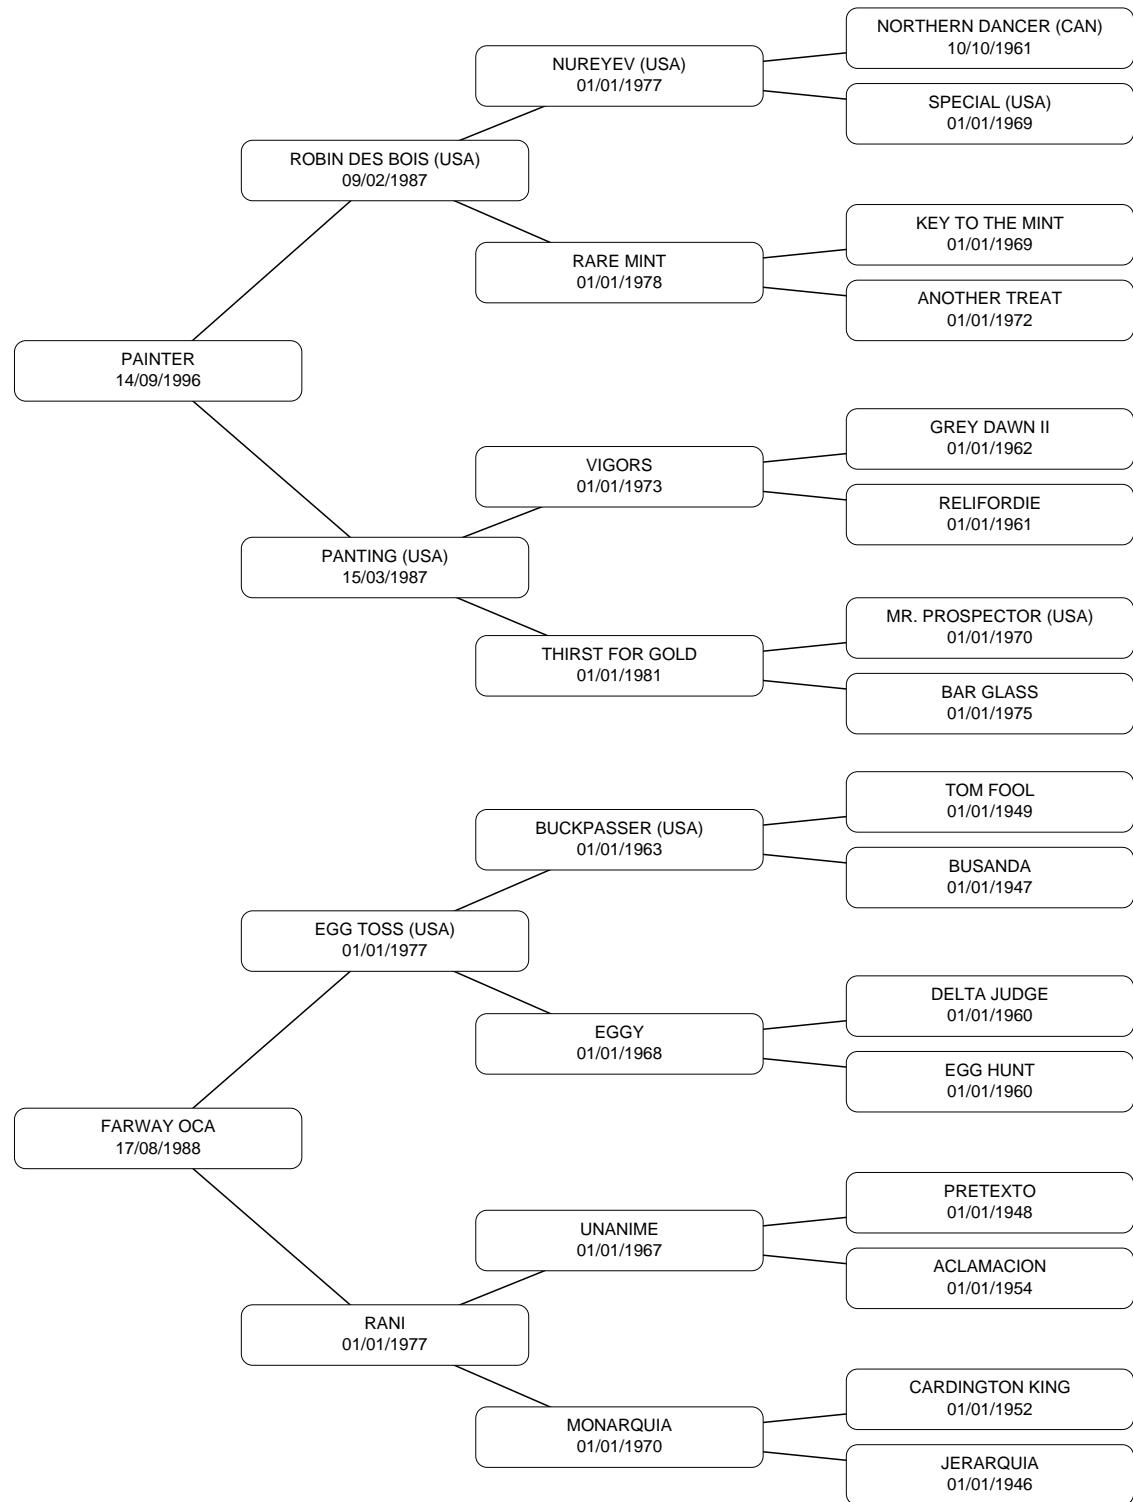 NORTHERN DANCER (CAN)
10/10/1961
NUREYEV (USA)
01/01/1977
SPECIAL (USA)
01/01/1969
ROBIN DES BOIS (USA)
09/02/1987
KEY TO THE MINT
01/01/1969
RARE MINT
01/01/1978
ANOTHER TREAT
01/01/1972
PAINTER
14/09/1996
GREY DAWN II
01/01/1962
VIGORS
01/01/1973
RELIFORDIE
01/01/1961
PANTING (USA)
15/03/1987
MR. PROSPECTOR (USA)
01/01/1970
THIRST FOR GOLD
01/01/1981
BAR GLASS
01/01/1975
TOM FOOL
01/01/1949
BUCKPASSER (USA)
01/01/1963
BUSANDA
01/01/1947
EGG TOSS (USA)
01/01/1977
DELTA JUDGE
01/01/1960
EGGY
01/01/1968
EGG HUNT
01/01/1960
FARWAY OCA
17/08/1988
PRETEXTO
01/01/1948
UNANIME
01/01/1967
ACLAMACION
01/01/1954
RANI
01/01/1977
CARDINGTON KING
01/01/1952
MONARQUIA
01/01/1970
JERARQUIA
01/01/1946